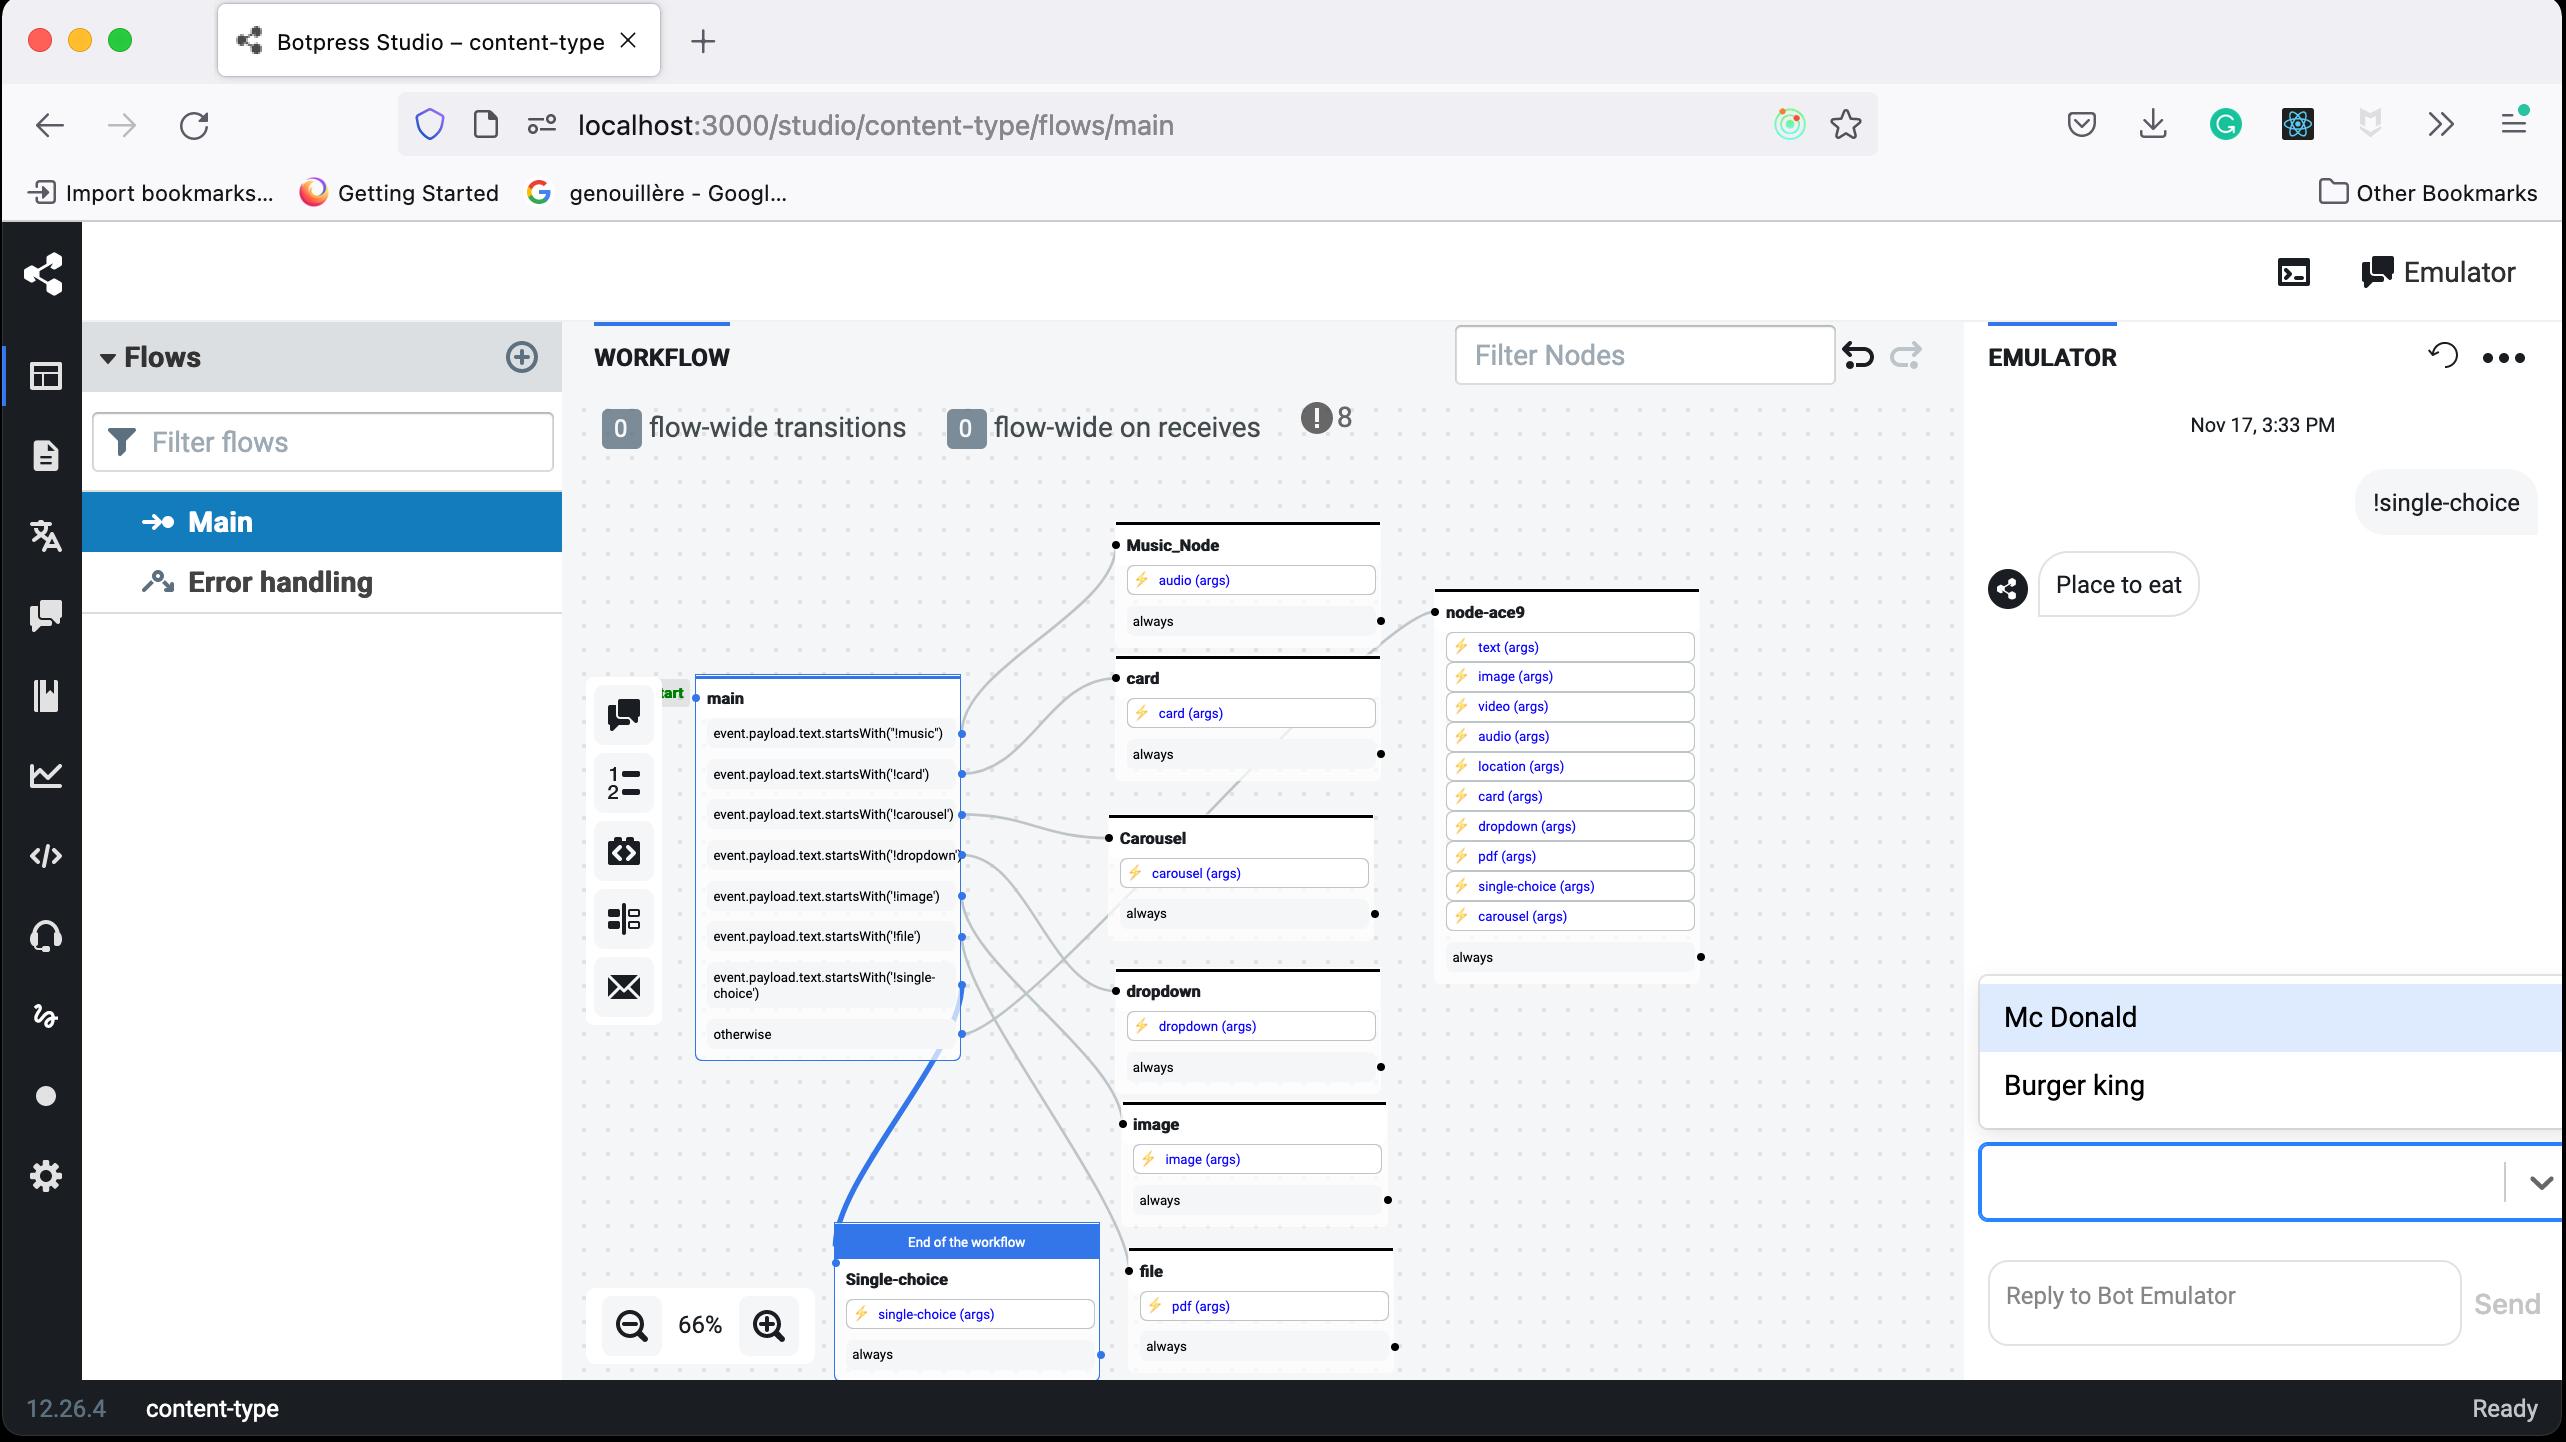 Botpress Studio – content-type
localhost:3000/studio/content-type/flows/main
Import bookmarks...
Getting Started
genouillère - Googl...
Other Bookmarks
Emulator
Flows
Filter flows
Main
Error handling
WORKFLOW
Filter Nodes
0 flow-wide transitions
0 flow-wide on receives
8
tart
main
event.payload.text.startsWith("!music")
event.payload.text.startsWith('!card')
event.payload.text.startsWith('!carousel')
event.payload.text.startsWith('!dropdown')
event.payload.text.startsWith('!image')
event.payload.text.startsWith('!file')
event.payload.text.startsWith('!single-
choice')
otherwise
1
2
66%
End of the workflow
Single-choice
single-choice (args)
always
Music_Node
audio (args)
always
card
card (args)
always
Carousel
carousel (args)
always
dropdown
dropdown (args)
always
image
image (args)
always
file
pdf (args)
always
node-ace9
text (args)
image (args)
video (args)
audio (args)
location (args)
card (args)
dropdown (args)
pdf (args)
single-choice (args)
carousel (args)
always
EMULATOR
Nov 17, 3:33 PM
!single-choice
Place to eat
Mc Donald
Burger king
Reply to Bot Emulator
Send
12.26.4
content-type
Ready